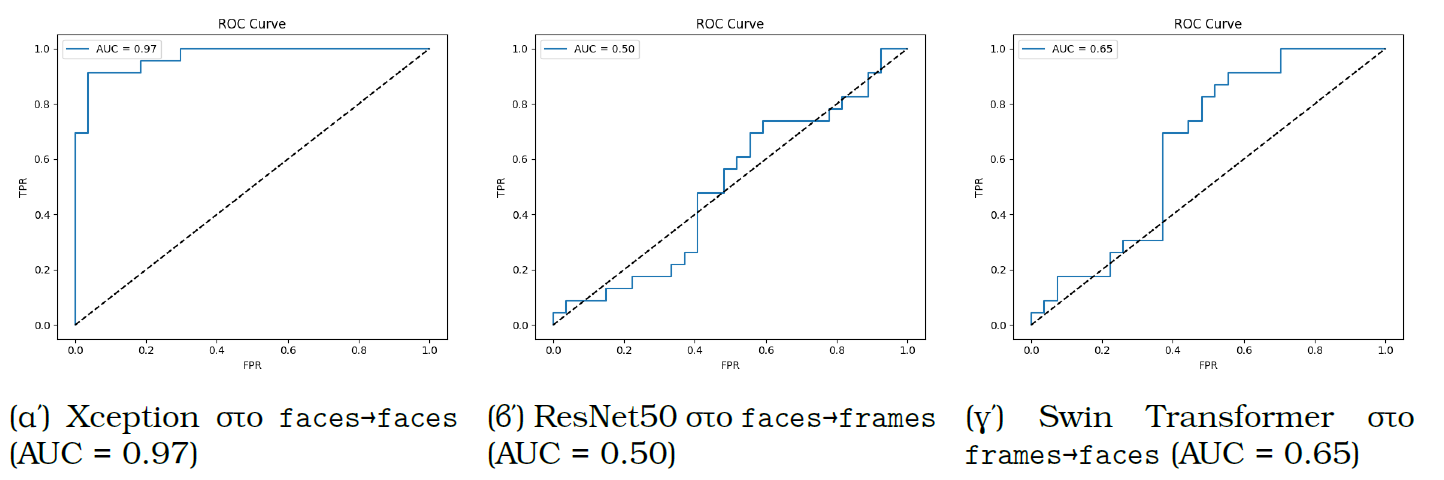 ROC Curve
AUC = 0.97
1.0
0.8
0.6
0.4
0.2
0.0
TPR
0.0 0.2 0.4 0.6 0.8 1.0
FPR
(α΄) Xception στο faces→faces
(AUC = 0.97)
ROC Curve
AUC = 0.50
1.0
0.8
0.6
0.4
0.2
0.0
TPR
0.0 0.2 0.4 0.6 0.8 1.0
FPR
(β΄) ResNet50 στο faces→frames
(AUC = 0.50)
ROC Curve
AUC = 0.65
1.0
0.8
0.6
0.4
0.2
0.0
TPR
0.0 0.2 0.4 0.6 0.8 1.0
FPR
(γ΄) Swin Transformer στο
frames→faces (AUC = 0.65)